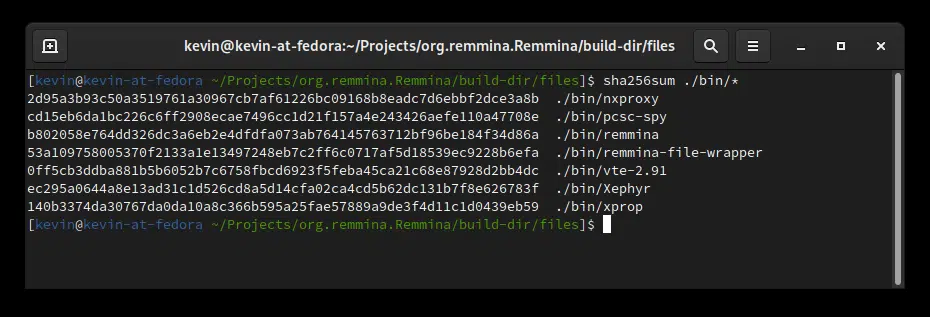 kevin@kevin-at-fedora:~/Projects/org.remmina.Remmina/build-dir/files
[kevin@kevin-at-fedora ~/Projects/org.remmina.Remmina/build-dir/files]$ sha256sum ./bin/*
2d95a3b93c50a3519761a30967cb7af61226bc09168b8eadc7d6ebbf2dce3a8b  ./bin/nxproxy
cd15eb6da1bc226c6ff2908ecae7496cc1d21f157a4e243426aefe110a47708e  ./bin/pcsc-spy
b802058e764dd326dc3a6eb2e4dfdfa073ab764145763712bf96be184f34d86a  ./bin/remmina
53a109758005370f2133a1e13497248eb7c2ff6c0717af5d18539ec9228b6efa  ./bin/remmina-file-wrapper
0ff5cb3ddba881b5b6052b7c6758fbcd6923f5feba45ca21c68e87928d2bb4dc  ./bin/vte-2.91
ec295a0644a8e13ad31c1d526cd8a5d14cfa02ca4cd5b62dc131b7f8e626783f  ./bin/Xephyr
140b3374da30767da0da10a8c366b595a25fae57889a9de3f4d11c1d0439eb59  ./bin/xprop
[kevin@kevin-at-fedora ~/Projects/org.remmina.Remmina/build-dir/files]$